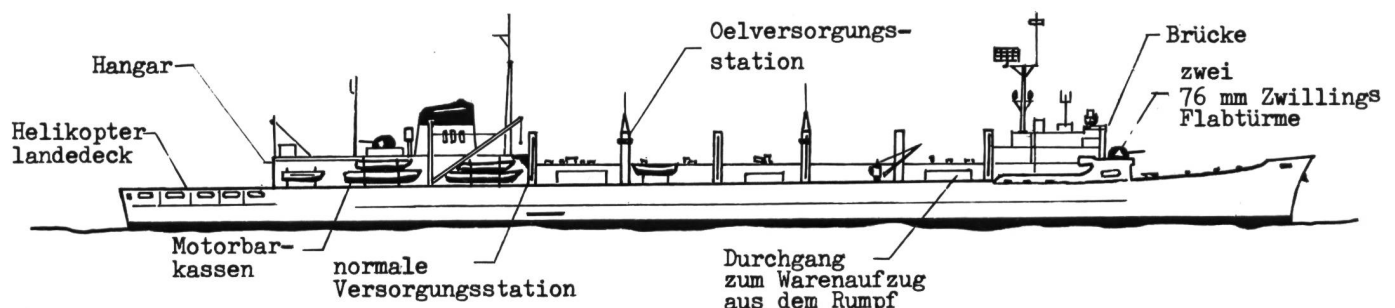 Oelversorgungs-
station
Brücke
Hangar
zwei
76 mm Zwillings
Flabtürme
Helikopter
landedeck
Motorbar-
kassen
normale
Versorgungsstation
Durchgang
zum Warenaufzug
aus dem Rumpf